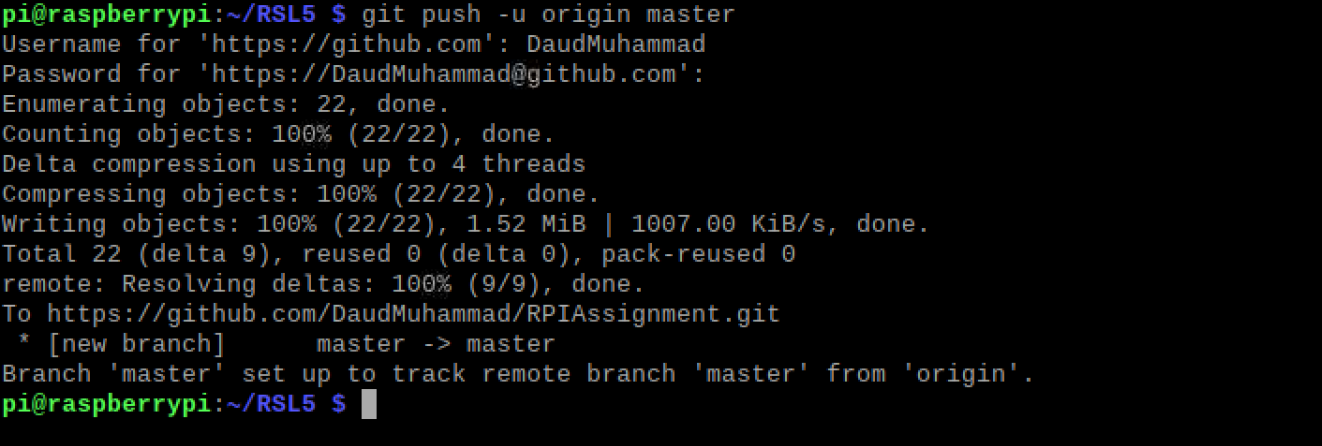 pi@raspberrypi:~/RSL5 $ git push -u origin master
Username for 'https://github.com': DaudMuhammad
Password for 'https://DaudMuhammad@github.com':
Enumerating objects: 22, done.
Counting objects: 100% (22/22), done.
Delta compression using up to 4 threads
Compressing objects: 100% (22/22), done.
Writing objects: 100% (22/22), 1.52 MiB | 1007.00 KiB/s, done.
Total 22 (delta 9), reused 0 (delta 0), pack-reused 0
remote: Resolving deltas: 100% (9/9), done.
To https://github.com/DaudMuhammad/RPIAssignment.git
 * [new branch]      master -> master
Branch 'master' set up to track remote branch 'master' from 'origin'.
pi@raspberrypi:~/RSL5 $